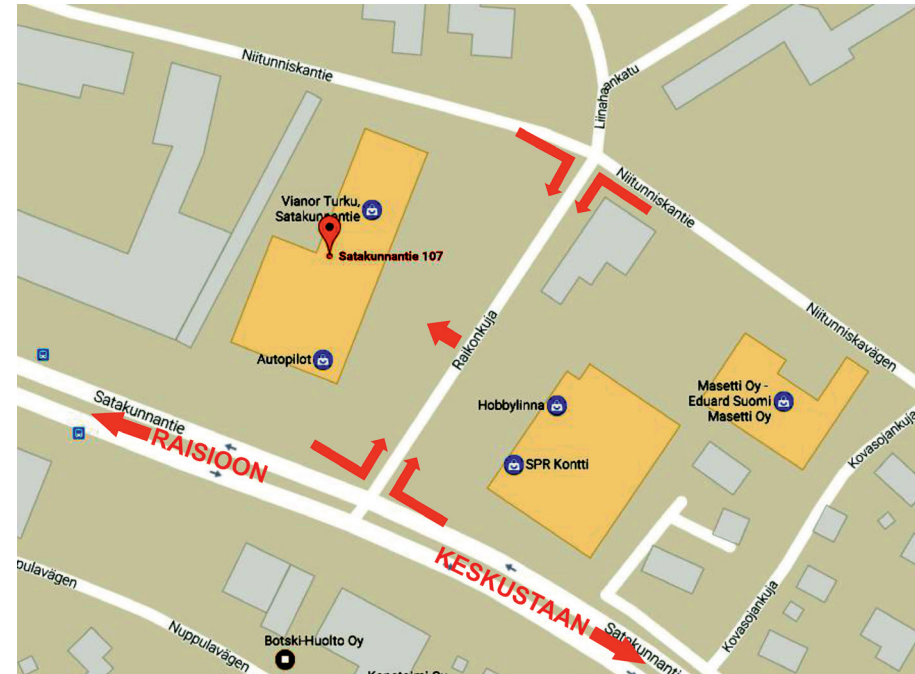 Niitunniskantie
Liinahaankatu
Niitunniskantie
Vianor Turku,
Satakunnantie
Satakunnantie 107
Niitunniskavägen
Raikonkuja
Autopilot
Masetti Oy -
Eduard Suomi
Masetti Oy
Hobbylinna
Satakunnantie
Kovasojankuja
RAISIOON
SPR Kontti
KESKUSTAAN
Kovasojankuja
Satakunnantie
Nuppulavägen
Botski-Huolto Oy